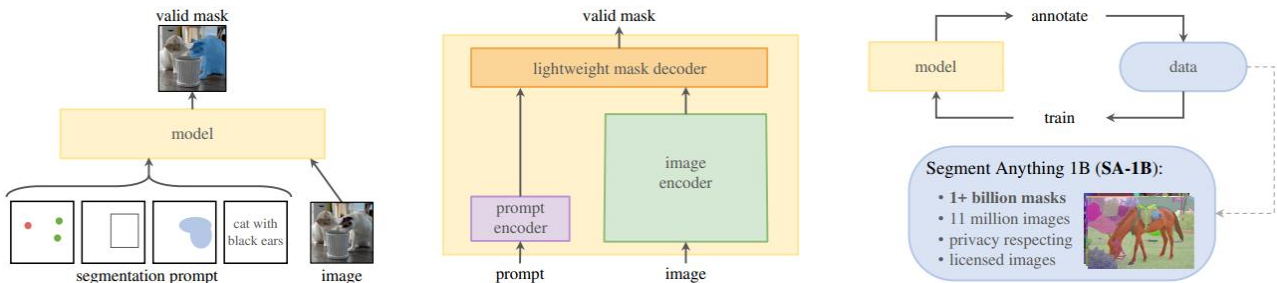 valid mask
model
cat with
black ears
segmentation prompt
image
valid mask
lightweight mask decoder
image
encoder
prompt
encoder
prompt
image
annotate
model
data
train
Segment Anything 1B (SA-1B):
• 1+ billion masks
• 11 million images
• privacy respecting
• licensed images